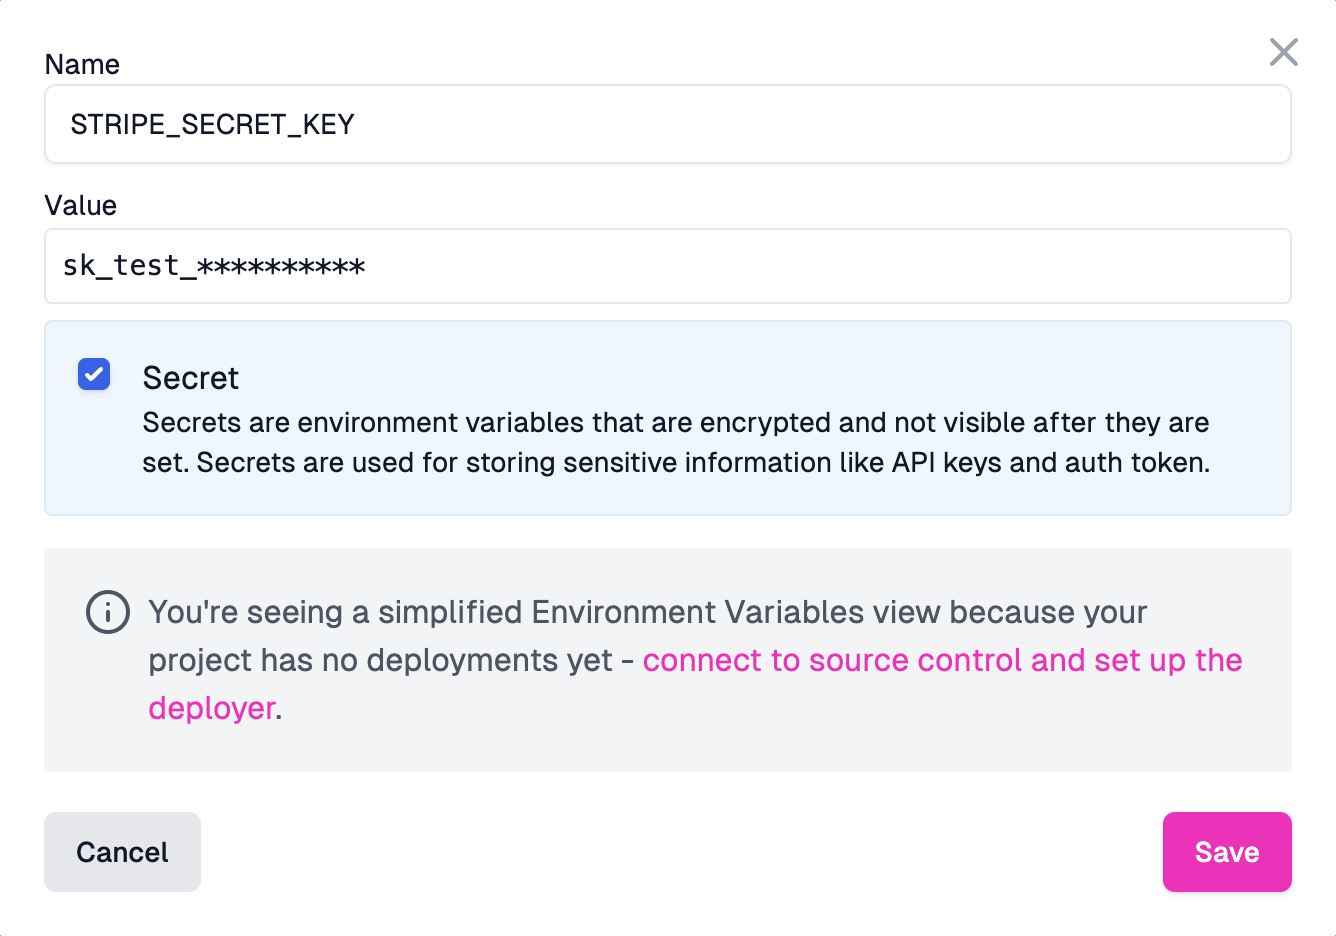 Name
STRIPE_SECRET_KEY
Value
sk_test_**********
Secret
Secrets are environment variables that are encrypted and not visible after they are
set. Secrets are used for storing sensitive information like API keys and auth token.
You're seeing a simplified Environment Variables view because your
project has no deployments yet - connect to source control and set up the
deployer.
Cancel
Save